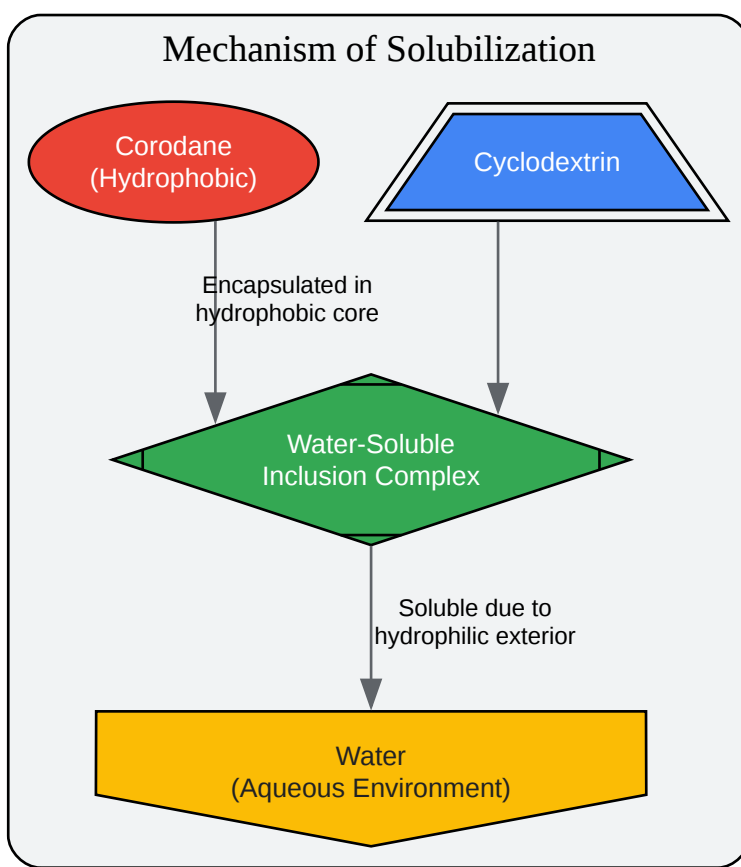 Mechanism of Solubilization
Corodane
(Hydrophobic)
Cyclodextrin
Encapsulated in
hydrophobic core
Water-Soluble
Inclusion Complex
Soluble due to
hydrophilic exterior
Water
(Aqueous Environment)